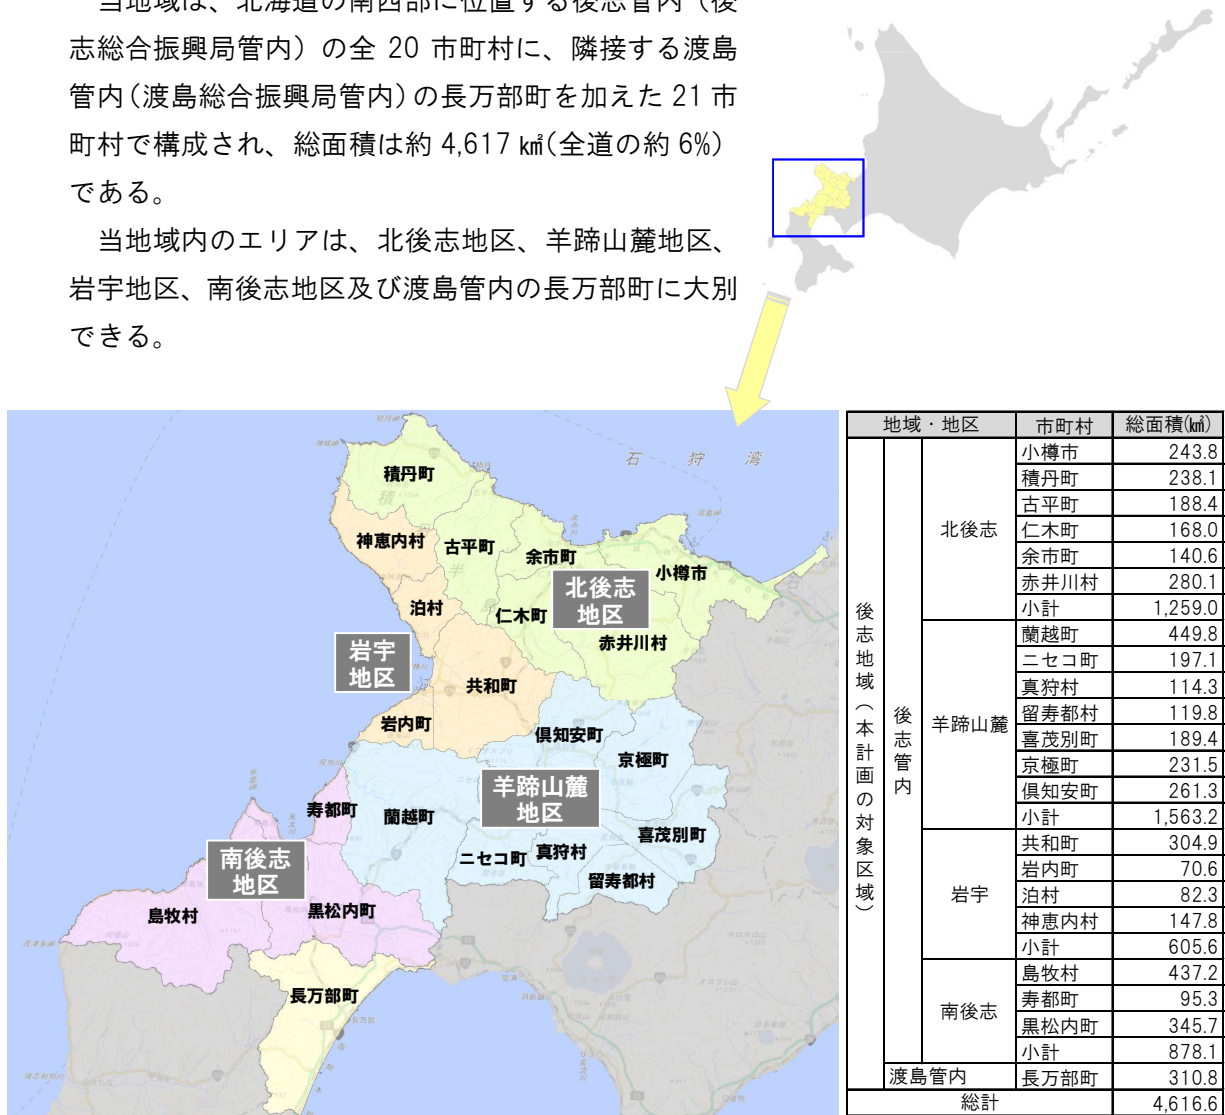 当地域は、北海道の南西部に位置する後志管内（後
志総合振興局管内）の全 20 市町村に、隣接する渡島
管内(渡島総合振興局管内)の長万部町を加えた 21 市
町村で構成され、総面積は約 4,617 ㎢(全道の約 6%)
である。
当地域内のエリアは、北後志地区、羊蹄山麓地区、
岩宇地区、南後志地区及び渡島管内の長万部町に大別
できる。
石狩湾
積丹町
神恵内村
古平町
余市町
小樽市
北後志
地区
泊村
仁木町
赤井川村
岩宇
地区
共和町
岩内町
倶知安町
京極町
羊蹄山麓
地区
寿都町
蘭越町
喜茂別町
ニセコ町
真狩村
留寿都村
南後志
地区
島牧村
黒松内町
長万部町
地域・地区 市町村 総面積(㎢)
後志地域（本計画の対象区域）
後志管内
北後志
小樽市 243.8
積丹町 238.1
古平町 188.4
仁木町 168.0
余市町 140.6
赤井川村 280.1
小計 1,259.0
羊蹄山麓
蘭越町 449.8
ニセコ町 197.1
真狩村 114.3
留寿都村 119.8
喜茂別町 189.4
京極町 231.5
倶知安町 261.3
小計 1,563.2
岩宇
共和町 304.9
岩内町 70.6
泊村 82.3
神恵内村 147.8
小計 605.6
南後志
島牧村 437.2
寿都町 95.3
黒松内町 345.7
小計 878.1
渡島管内 長万部町 310.8
総計 4,616.6